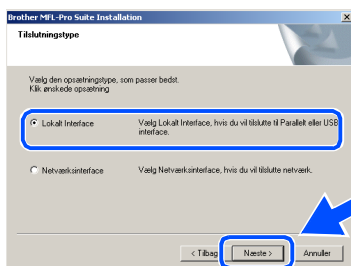 Brother MFL-Pro Suite Installation
Tilslutningstype
Vælg den opsætningstype, som passer bedst.
Klik ønskede opsætning
Lokalt Interface
Vælg Lokalt Interface, hvis du vil tilslutte til Parallelt eller USB
interface.
Netværksinterface
Vælg Netværksinterface, hvis du vil tilslutte netværk.
< Tilbage
Næste >
Annuller